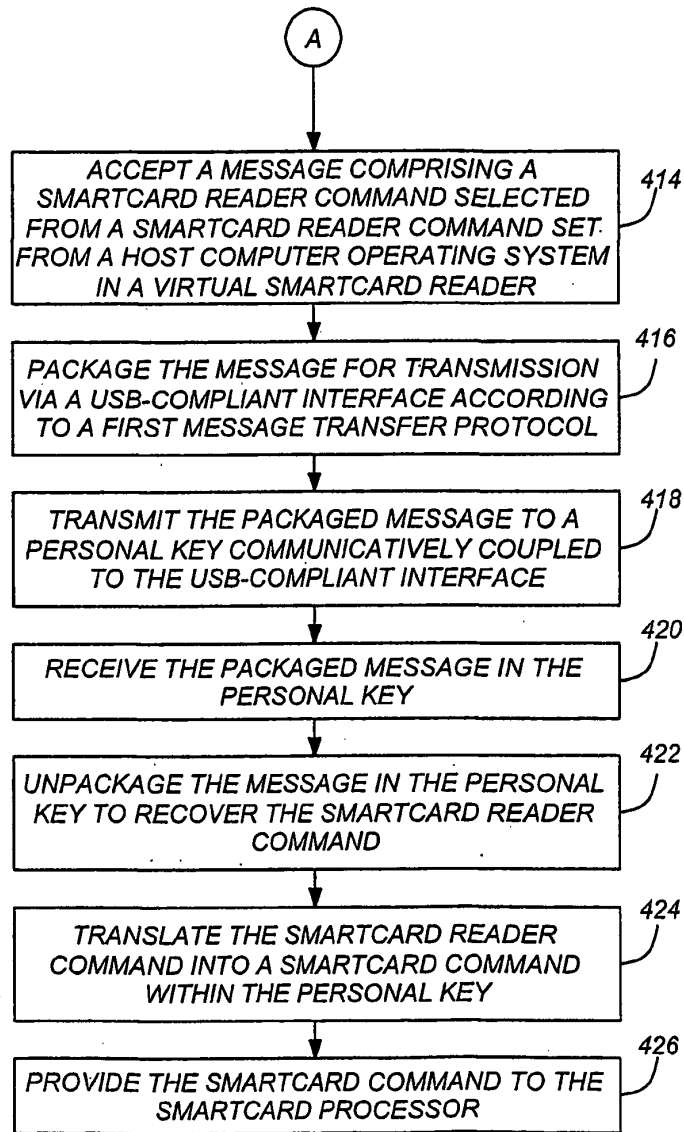 A
ACCEPT A MESSAGE COMPRISING A
SMARTCARD READER COMMAND SELECTED
FROM A SMARTCARD READER COMMAND SET
FROM A HOST COMPUTER OPERATING SYSTEM
IN A VIRTUAL SMARTCARD READER
414
PACKAGE THE MESSAGE FOR TRANSMISSION
VIA A USB-COMPLIANT INTERFACE ACCORDING
TO A FIRST MESSAGE TRANSFER PROTOCOL
416
TRANSMIT THE PACKAGED MESSAGE TO A
PERSONAL KEY COMMUNICATIVELY COUPLED
TO THE USB-COMPLIANT INTERFACE
418
RECEIVE THE PACKAGED MESSAGE IN THE
PERSONAL KEY
420
UNPACKAGE THE MESSAGE IN THE PERSONAL
KEY TO RECOVER THE SMARTCARD READER
COMMAND
422
TRANSLATE THE SMARTCARD READER
COMMAND INTO A SMARTCARD COMMAND
WITHIN THE PERSONAL KEY
424
PROVIDE THE SMARTCARD COMMAND TO THE
SMARTCARD PROCESSOR
426